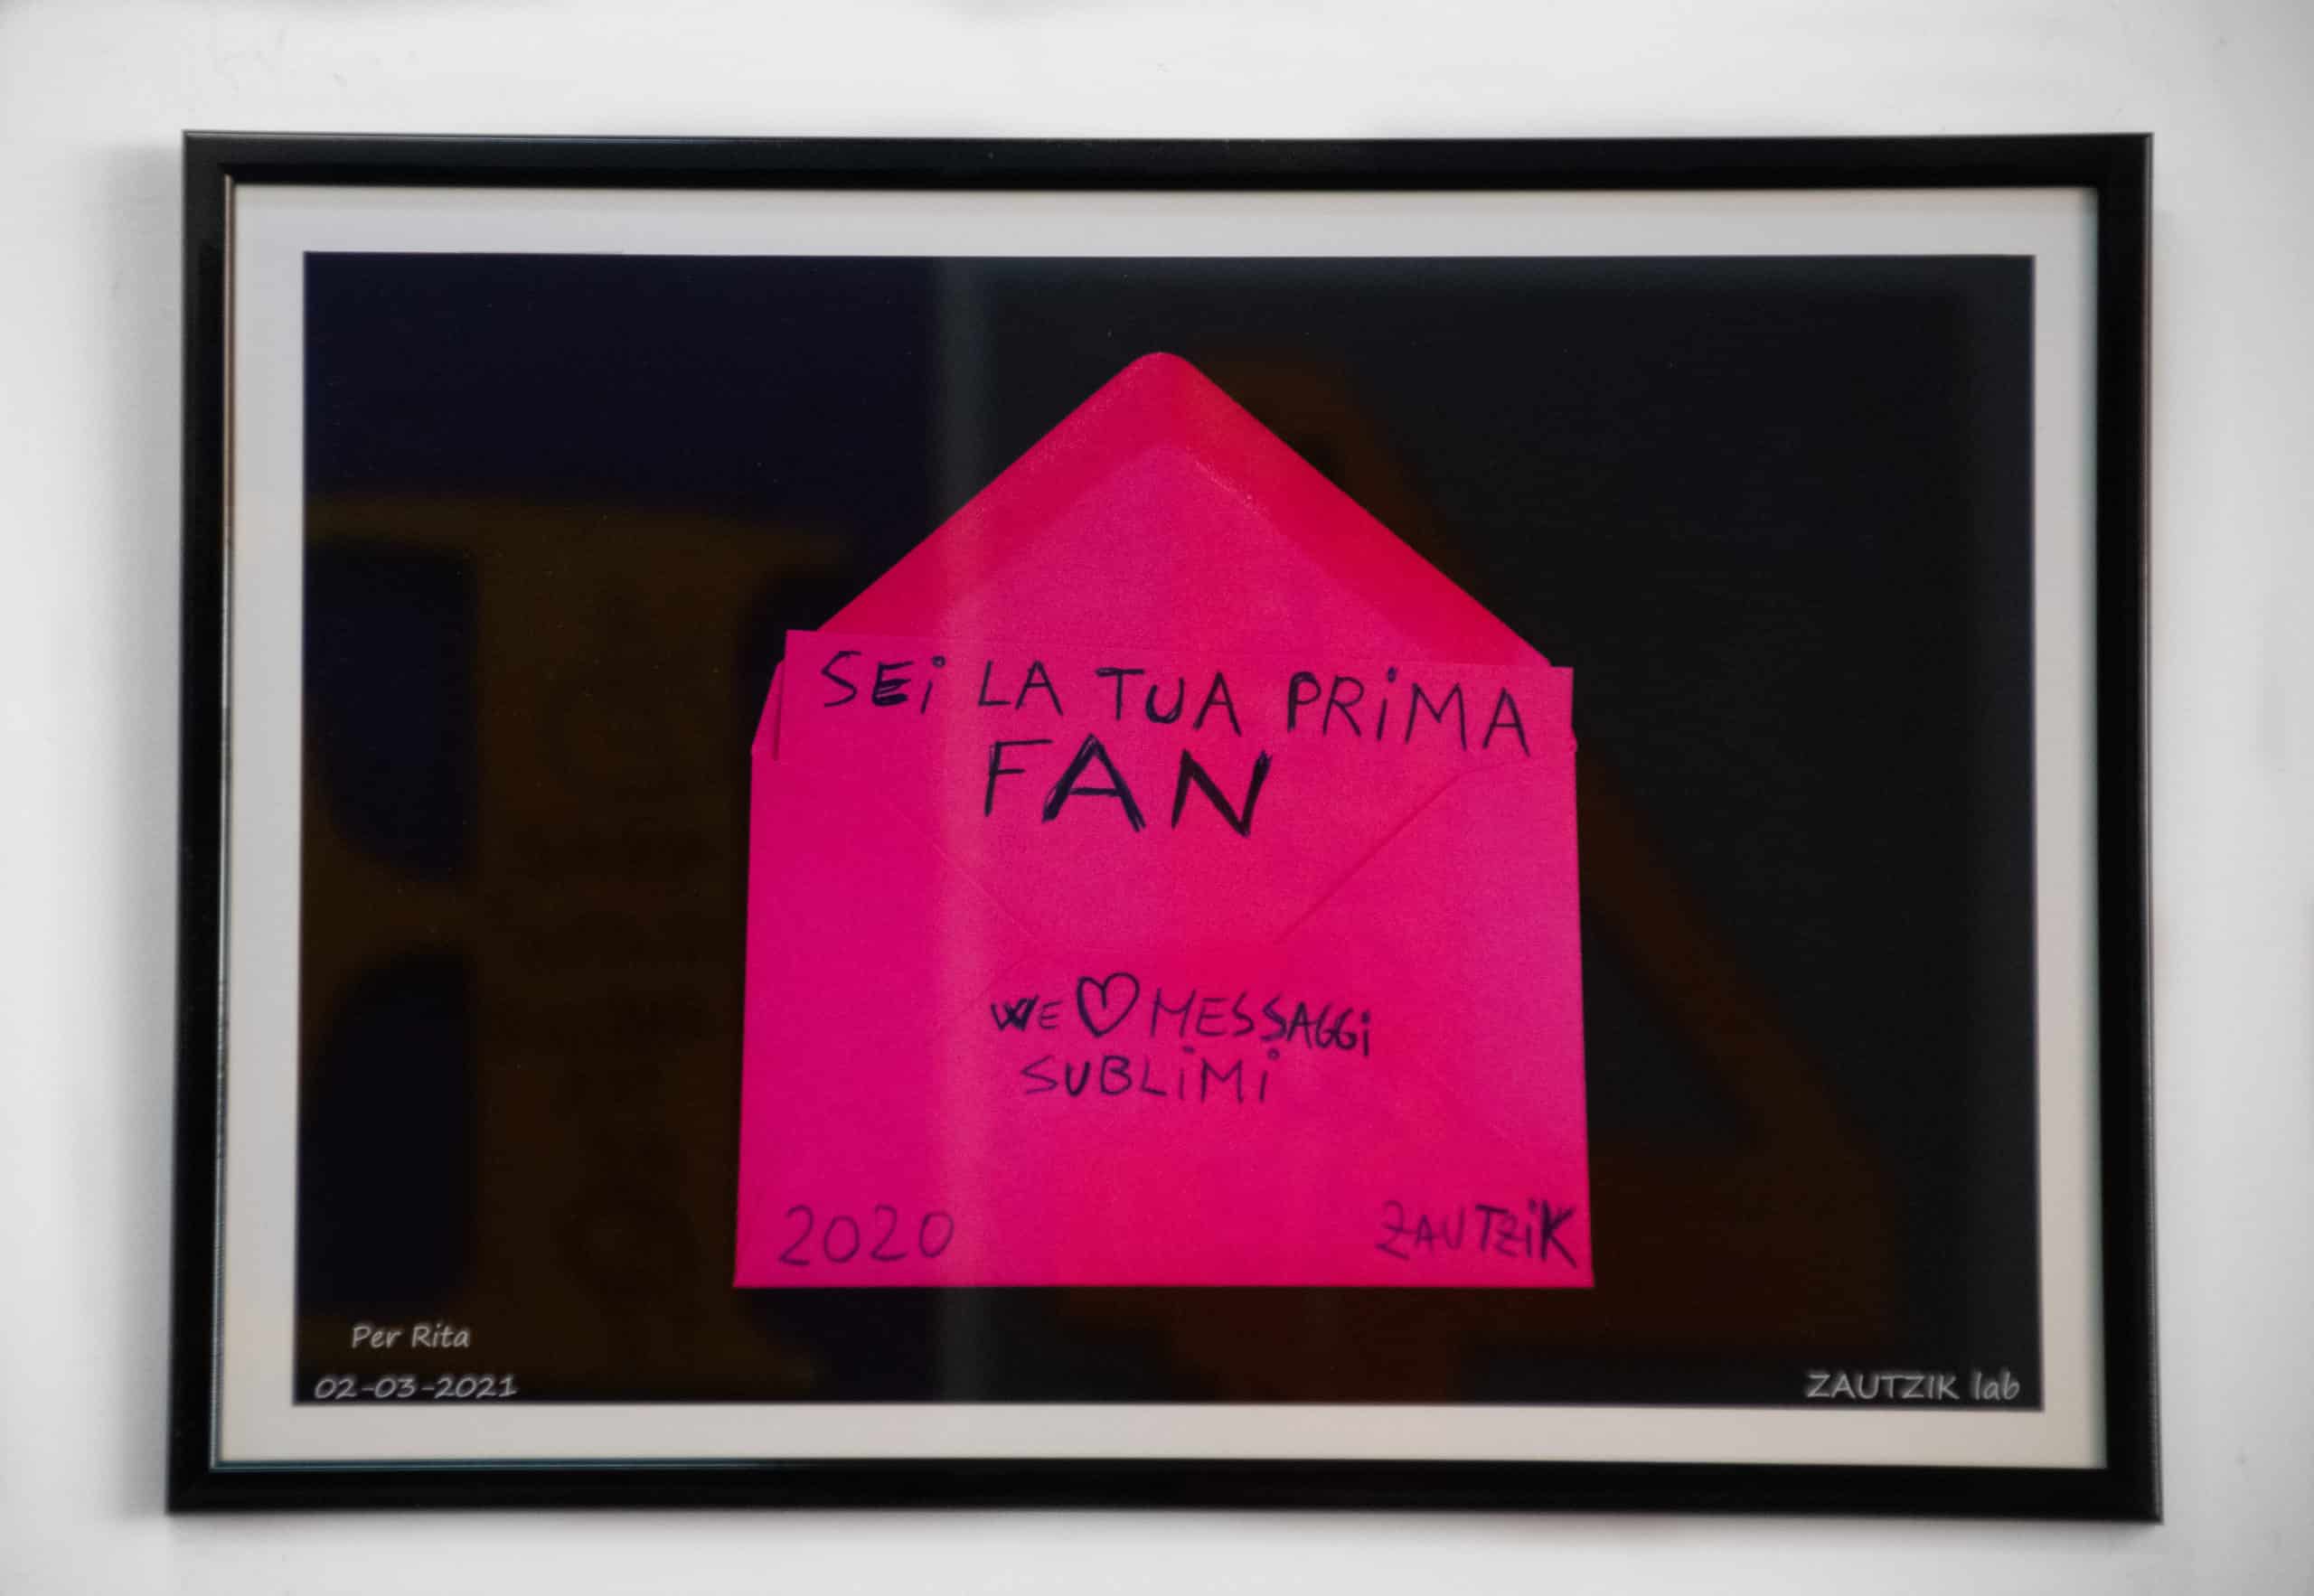 SEi LA TUA PRiMA
FAN
WE ♡ MESSAGGi
SUBLiMi
2020
ZAUTZiK
Per Rita
02-03-2021
ZAUTZIK lab